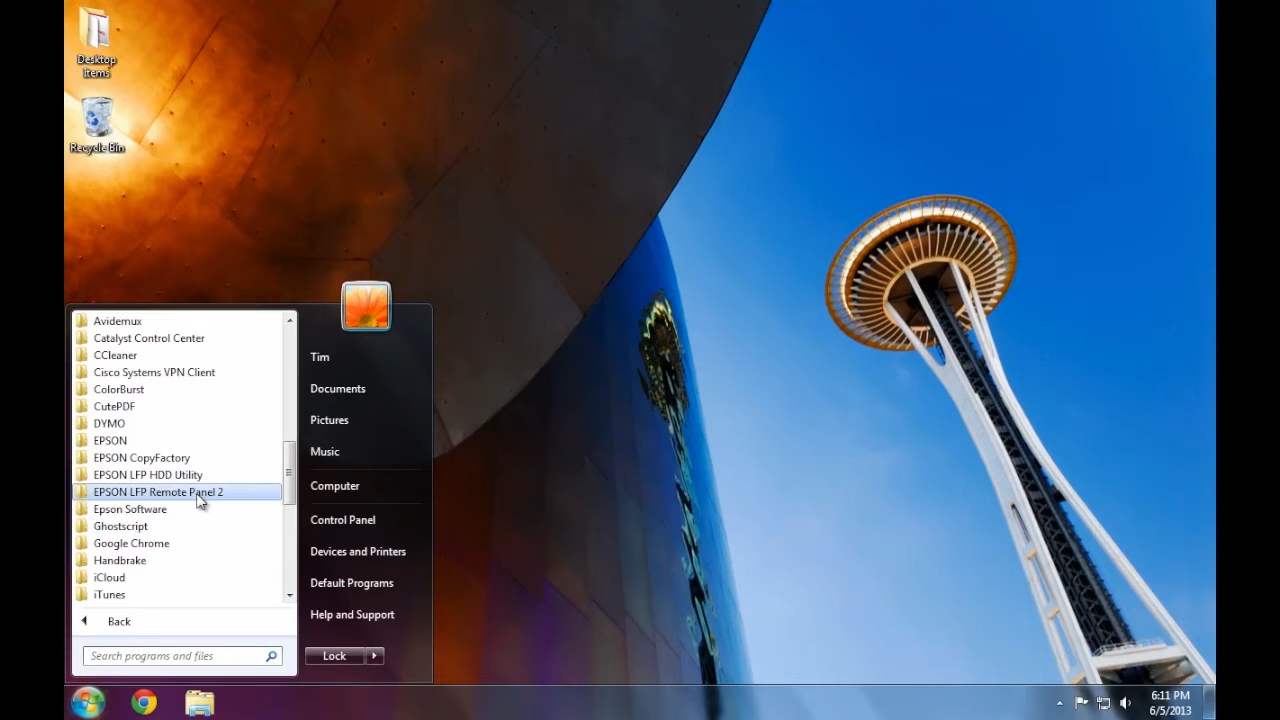 Desktop
Items
Recycle Bin
Avidemux
Catalyst Control Center
CCleaner
Cisco Systems VPN Client
ColorBurst
CutePDF
DYMO
EPSON
EPSON CopyFactory
EPSON LFP HDD Utility
EPSON LFP Remote Panel 2
Epson Software
Ghostscript
Google Chrome
Handbrake
iCloud
iTunes
Back
Search programs and files
Tim
Documents
Pictures
Music
Computer
Control Panel
Devices and Printers
Default Programs
Help and Support
Lock
6:11 PM
6/5/2013